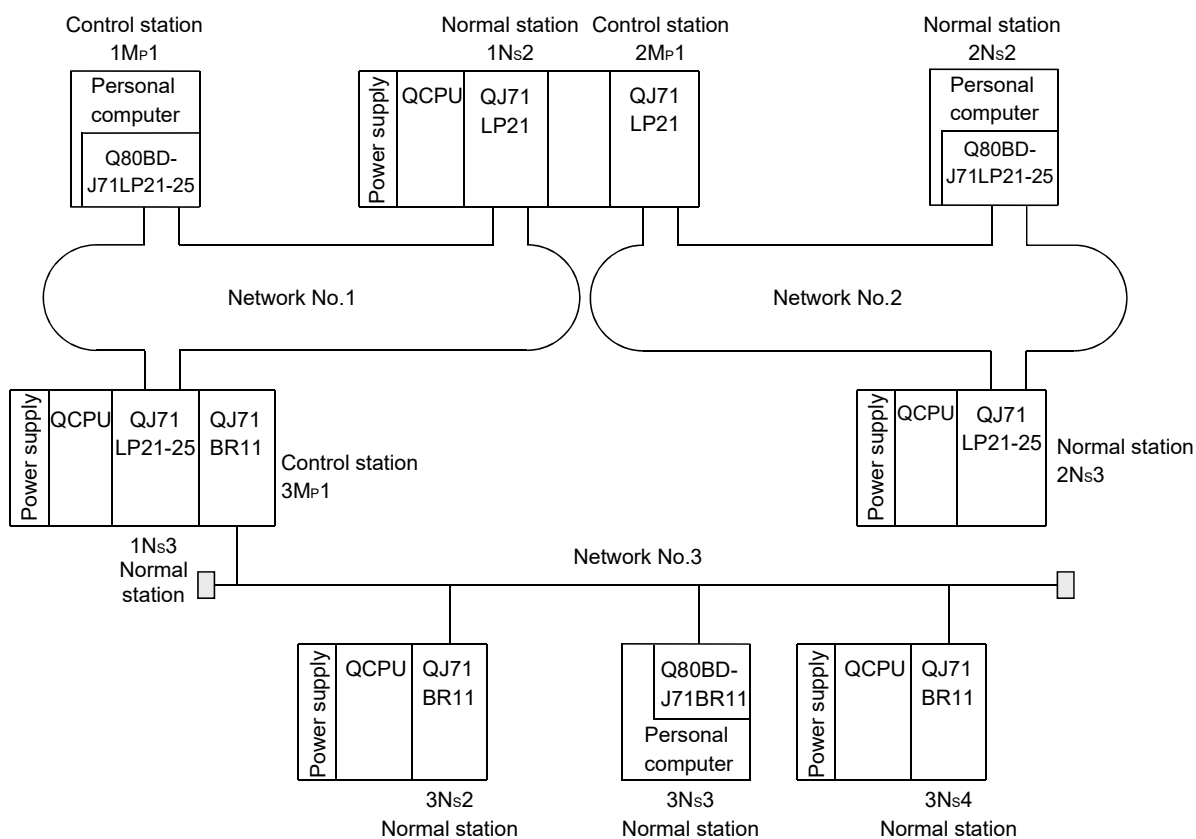 Control station
1MP1
Normal station
1NS2
Control station
2MP1
Normal station
2NS2
Personal
computer
Q80BD-
J71LP21-25
Power supply
QCPU
QJ71
LP21
QJ71
LP21
Personal
computer
Q80BD-
J71LP21-25
Network No.1
Network No.2
Power supply
QCPU
QJ71
LP21-25
QJ71
BR11
Control station
3MP1
Power supply
QCPU
QJ71
LP21-25
Normal station
2NS3
1NS3
Normal
station
Network No.3
Power supply
QCPU
QJ71
BR11
Q80BD-
J71BR11
Personal
computer
Power supply
QCPU
QJ71
BR11
3NS2
Normal station
3NS3
Normal station
3NS4
Normal station